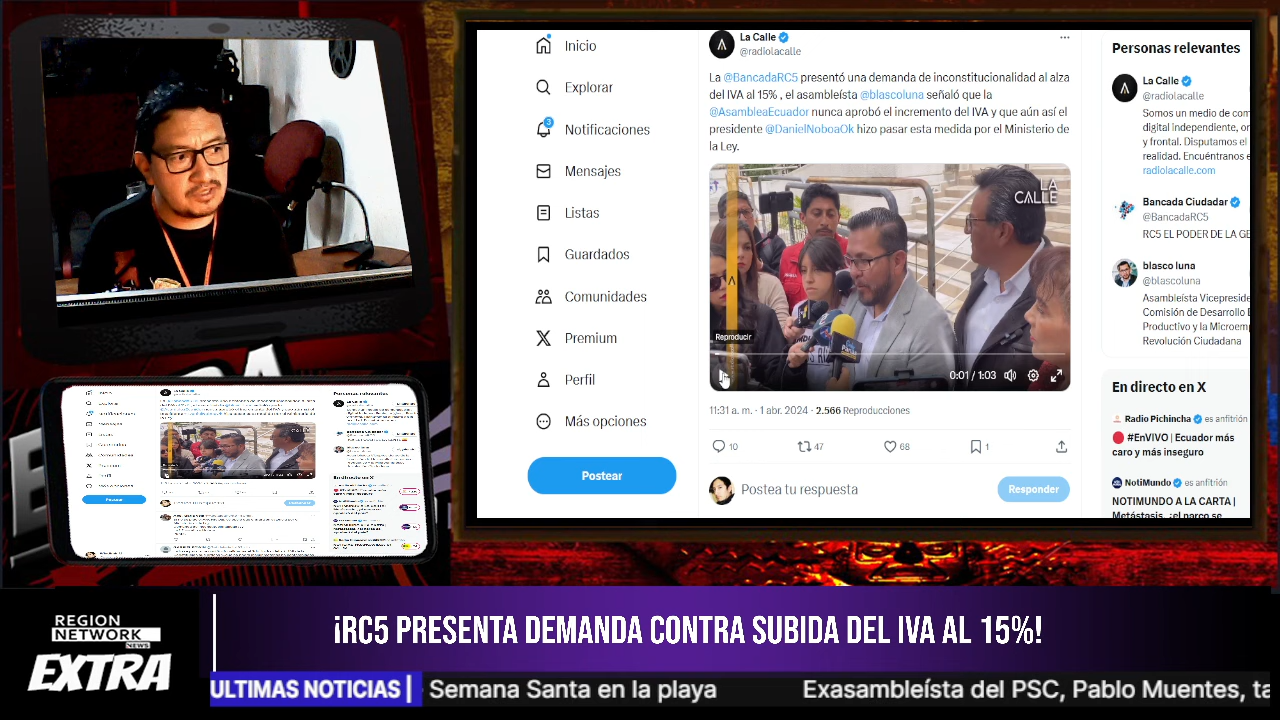 Inicio
Explorar
3
Notificaciones
Mensajes
Listas
Guardados
Comunidades
Premium
Perfil
Más opciones
Postear
La Calle
@radiolacalle
La @BancadaRC5 presentó una demanda de inconstitucionalidad al alza
del IVA al 15% , el asambleísta @blascoluna señaló que la
@AsambleaEcuador nunca aprobó el incremento del IVA y que aún así el
presidente @DanielNoboaOk hizo pasar esta medida por el Ministerio de
la Ley.
LA
CALLE
Reproducir
0:01 / 1:03
11:31 a. m. · 1 abr. 2024 · 2.566 Reproducciones
10
47
68
1
Postea tu respuesta
Responder
Personas relevantes
La Calle
@radiolacalle
Somos un medio de com
digital Independiente, or
y frontal. Disputamos el
realidad. Encuéntranos e
radiolacalle.com
Bancada Ciudadar
@BancadaRC5
RC5 EL PODER DE LA GE
blasco luna
@blascoluna
Asambleísta Vicepreside
Comisión de Desarrollo E
Productivo y la Microemp
Revolución Ciudadana
En directo en X
Radio Pichincha es anfitrión
#EnVIVO | Ecuador más
caro y más inseguro
NotiMundo es anfitrión
NOTIMUNDO A LA CARTA |
Metástasis, ¿el narco se
REGION
NETWORK
NEWS
EXTRA
¡RC5 PRESENTA DEMANDA CONTRA SUBIDA DEL IVA AL 15%!
ULTIMAS NOTICIAS | Semana Santa en la playa Exasambleísta del PSC, Pablo Muentes, ta